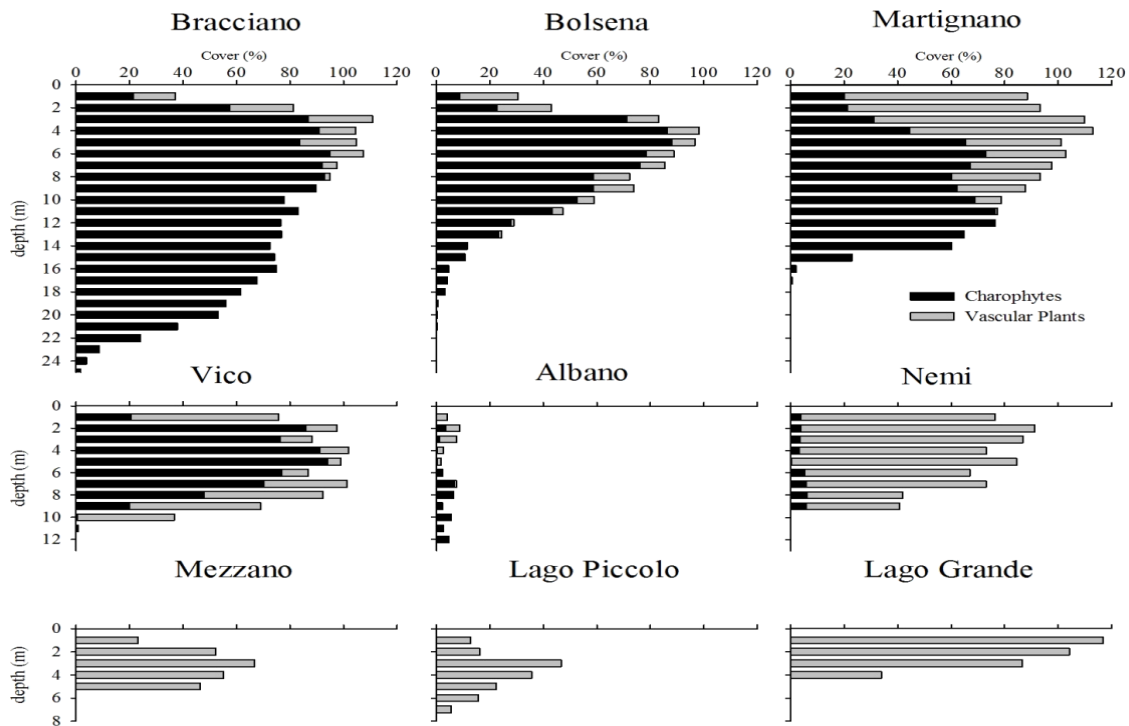 Bracciano Bolsena Martignano
Cover (%) Cover (%) Cover (%)
0 20 40 60 80 100 120 0 20 40 60 80 100 120 0 20 40 60 80 100 120
0
2
4
6
8
10
12
14
16
18
20
22
24
depth (m)
Charophytes
Vascular Plants
Vico Albano Nemi
0
2
4
6
8
10
12
depth (m)
Mezzano Lago Piccolo Lago Grande
0
2
4
6
8
depth (m)